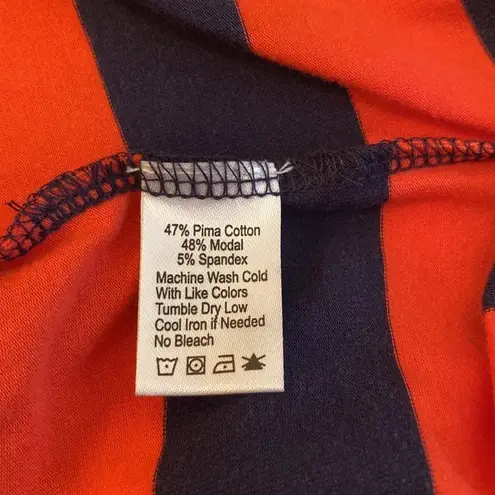 47% Pima Cotton
48% Modal
5% Spandex
Machine Wash Cold
With Like Colors
Tumble Dry Low
Cool Iron if Needed
No Bleach